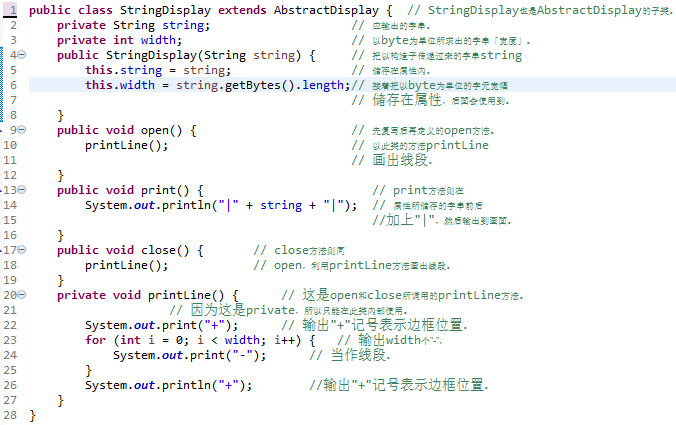 1 public class StringDisplay extends AbstractDisplay { // StringDisplay也是AbstractDisplay的子类.
2 private String string; // 应输出的字串.
3 private int width; // 以byte为单位所求出的字串「宽度」.
4 public StringDisplay(String string) { // 把以构造子传递过来的字串string
5 this.string = string; // 储存在属性内.
6 this.width = string.getBytes().length;// 接着把以byte为单位的字元宽幅
7 // 储存在属性，后面会使用到.
8 }
9 public void open() { // 先复写后再定义的open方法.
10 printLine(); // 以此类的方法printLine
11 // 画出线段.
12 }
13 public void print() { // print方法则在
14 System.out.println("|" + string + "|"); // 属性所储存的字串前后
15 //加上"|"，然后输出到画面.
16 }
17 public void close() { // close方法则同
18 printLine(); // open，利用printLine方法画出线段.
19 }
20 private void printLine() { // 这是open和close所调用的printLine方法.
21 // 因为这是private，所以只能在此类内部使用.
22 System.out.print("+"); // 输出"+"记号表示边框位置.
23 for (int i = 0; i < width; i++) { // 输出width个"-"，
24 System.out.print("-"); // 当作线段.
25 }
26 System.out.println("+"); //输出"+"记号表示边框位置.
27 }
28 }